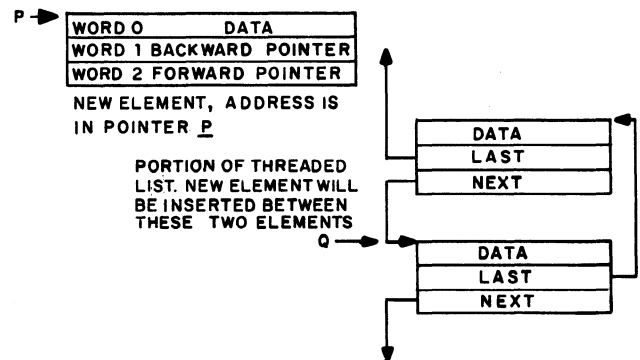 P
WORD 0 DATA
WORD 1 BACKWARD POINTER
WORD 2 FORWARD POINTER
NEW ELEMENT, ADDRESS IS
IN POINTER P
PORTION OF THREADED
LIST. NEW ELEMENT WILL
BE INSERTED BETWEEN
THESE TWO ELEMENTS
DATA
LAST
NEXT
Q
DATA
LAST
NEXT